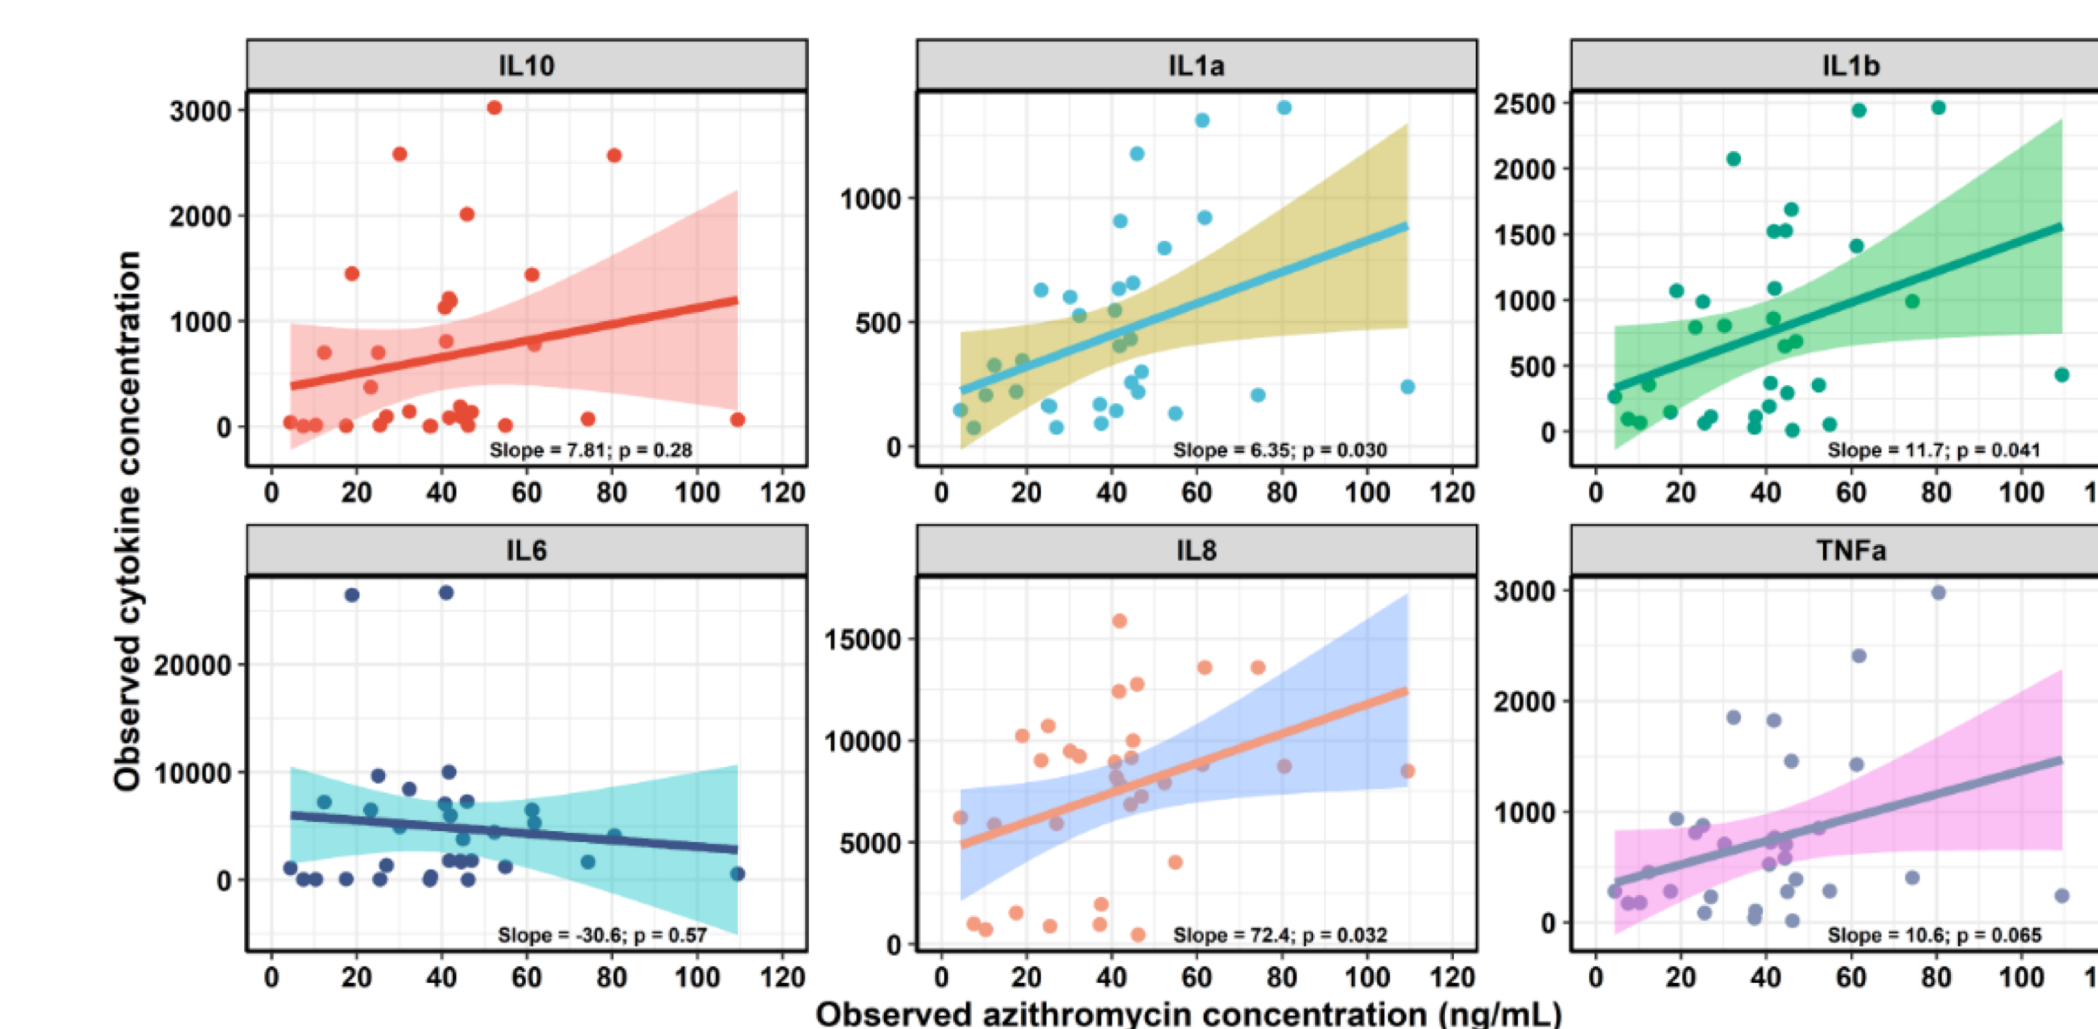 IL10 IL1a IL1b
3000
2000
1000
0
1000
500
0
2500
2000
1500
1000
500
0
Slope = 7.81; p = 0.28
Slope = 6.35; p = 0.030
Slope = 11.7; p = 0.041
0 20 40 60 80 100 120
0 20 40 60 80 100 120
0 20 40 60 80 100 1
Observed cytokine concentration
IL6 IL8 TNFa
20000
10000
0
15000
10000
5000
0
3000
2000
1000
0
Slope = -30.6; p = 0.57
Slope = 72.4; p = 0.032
Slope = 10.6; p = 0.065
0 20 40 60 80 100 120
0 20 40 60 80 100 120
0 20 40 60 80 100 1
Observed azithromycin concentration (ng/mL)